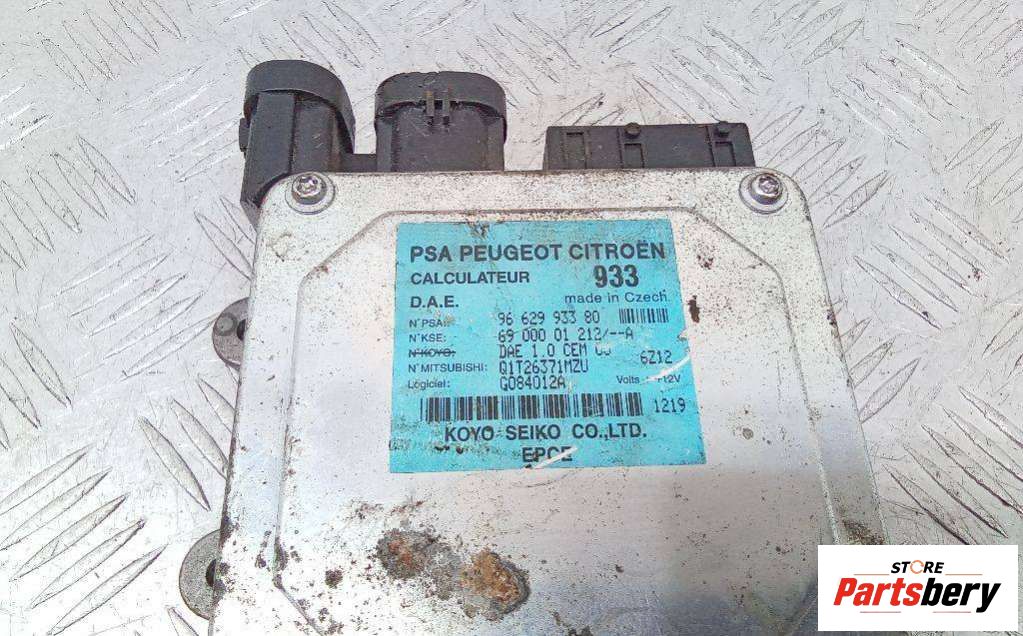 PSA PEUGEOT CITROËN
CALCULATEUR 933
D.A.E. made in Czech
N°PSA: 96 629 933 80
N°KSE: 69 000 01 212/--A
N°KOYO: DAE 1.0 CEM
6Z12
N°MITSUBISHI: Q1T26371MZU
Logiciel: G084012A Volts 12V
1219
KOYO SEIKO CO.,LTD.
EPCE
STORE
Partsbery